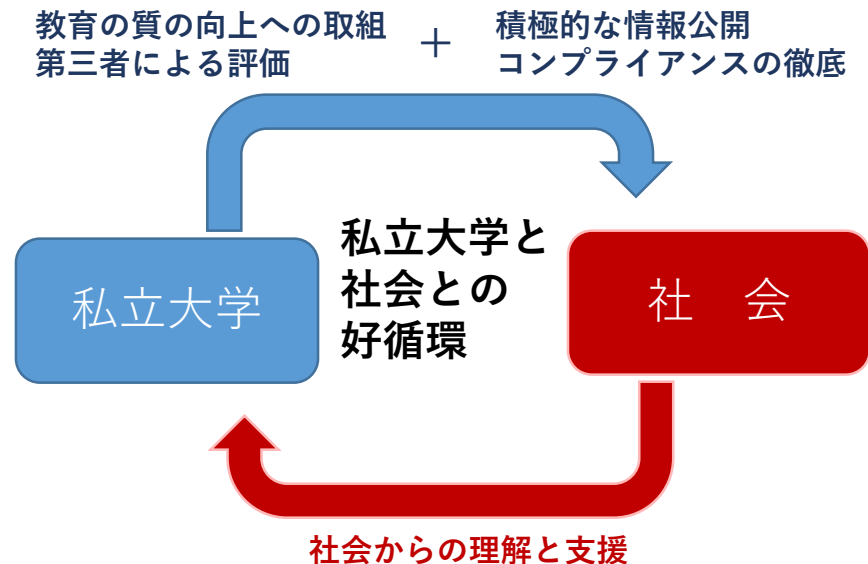 教育の質の向上への取組
第三者による評価
＋
積極的な情報公開
コンプライアンスの徹底
私立大学と
社会との
好循環
私立大学
社　会
社会からの理解と支援